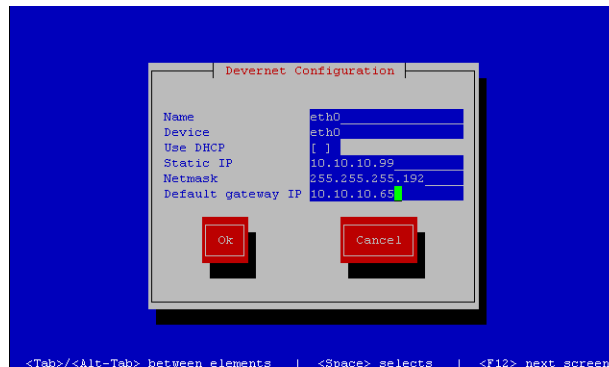 Devernet Configuration
Name eth0
Device eth0
Use DHCP [ ]
Static IP 10.10.10.99
Netmask 255.255.255.192
Default gateway IP 10.10.10.65
Ok Cancel
<Tab>/<Alt-Tab> between elements | <Space> selects | <F12> next screen